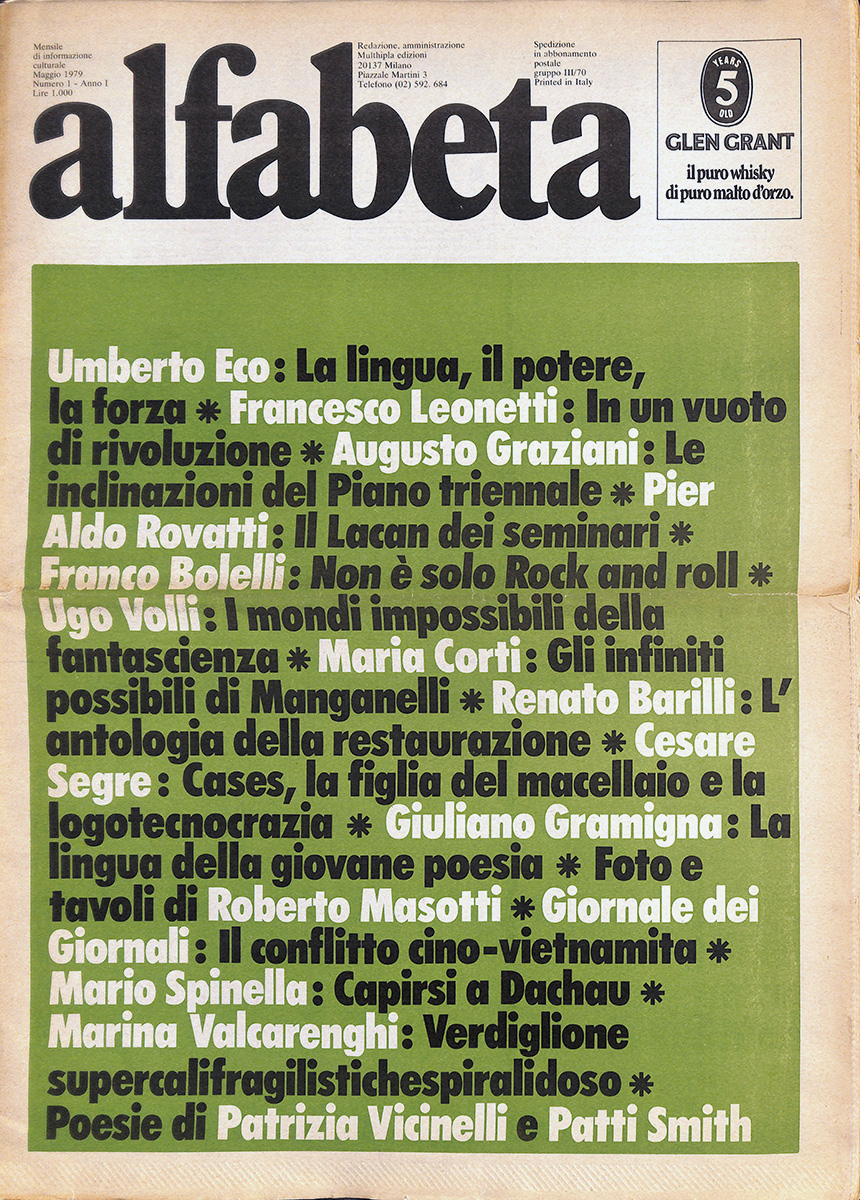 Mensile
di informazione
culturale
Maggio 1979
Numero 1 - Anno I
Lire 1.000
Redazione, amministrazione
Multhipla edizioni
20137 Milano
Piazzale Martini 3
Telefono (02) 592. 684
Spedizione
in abbonamento
postale
gruppo III/70
Printed in Italy
alfabeta
YEARS
5
OLD
GLEN GRANT
il puro whisky
di puro malto d'orzo.
Umberto Eco: La lingua, il potere,
la forza * Francesco Leonetti: In un vuoto
di rivoluzione * Augusto Graziani: Le
inclinazioni del Piano triennale * Pier
Aldo Rovatti: Il Lacan dei seminari *
Franco Bolelli: Non è solo Rock and roll *
Ugo Volli: I mondi impossibili della
fantascienza * Maria Corti: Gli infiniti
possibili di Manganelli * Renato Barilli: L'
antologia della restaurazione * Cesare
Segre: Cases, la figlia del macellaio e la
logotecnocrazia * Giuliano Gramigna: La
lingua della giovane poesia * Foto e
tavoli di Roberto Masotti * Giornale dei
Giornali: Il conflitto cino-vietnamita *
Mario Spinella: Capirsi a Dachau *
Marina Valcarenghi: Verdiglione
supercalifragilistichespiralidoso *
Poesie di Patrizia Vicinelli e Patti Smith